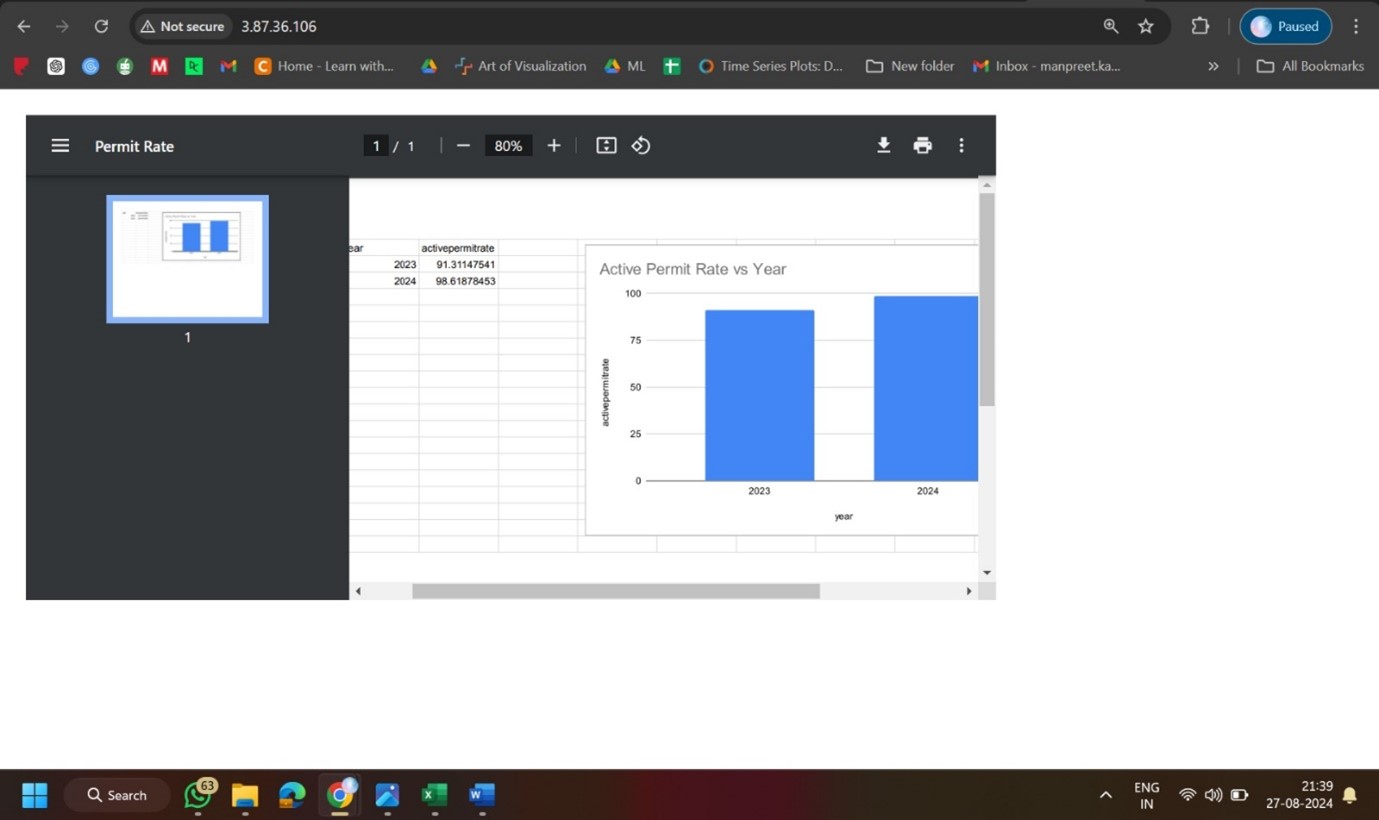 Not secure 3.87.36.106 Paused
M DC C Home - Learn with... Art of Visualization ML Time Series Plots: D... New folder Inbox - manpreet.ka... » All Bookmarks
Permit Rate 1 / 1 80%
ear activepermitrate
2023 91.31147541
2024 98.61878453
Active Permit Rate vs Year
100
75
50
25
0
activepermitrate
2023 2024
year
1
Search 63 ENG 21:39
IN 27-08-2024